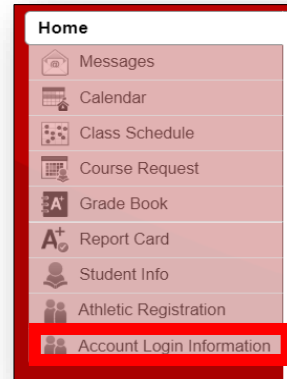 Home
Messages
Calendar
Class Schedule
Course Request
Grade Book
Report Card
Student Info
Athletic Registration
Account Login Information